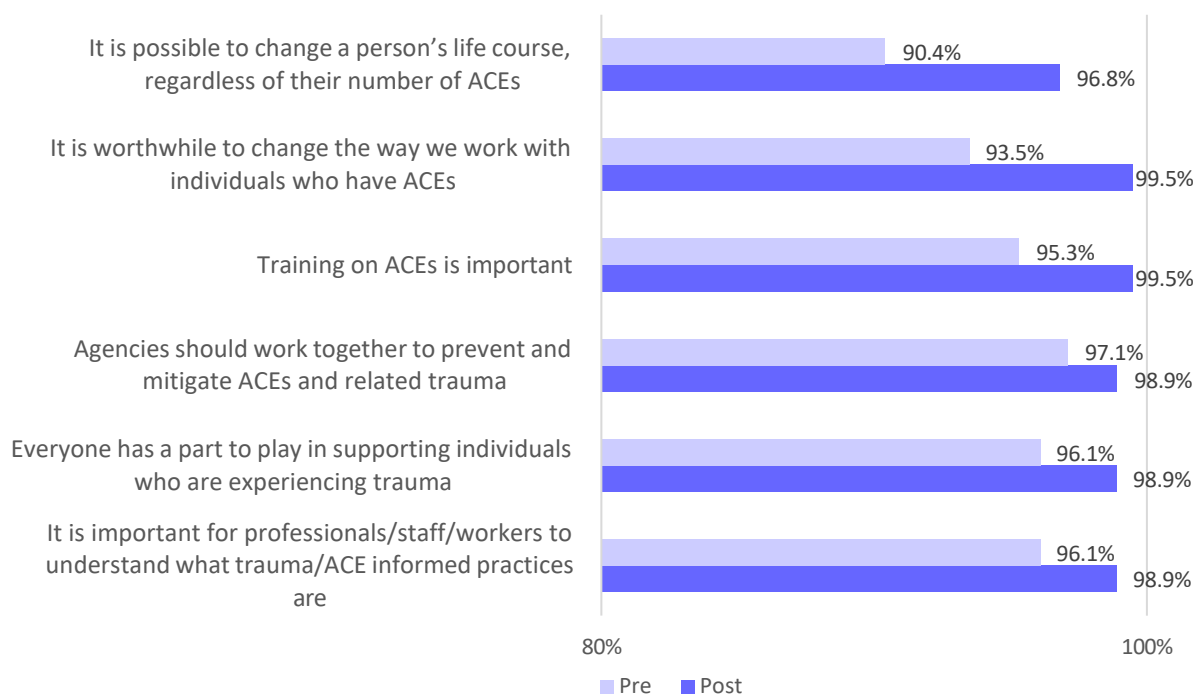 It is possible to change a person’s life course,
regardless of their number of ACEs
90.4%
96.8%
It is worthwhile to change the way we work with
individuals who have ACEs
93.5%
99.5%
Training on ACEs is important
95.3%
99.5%
Agencies should work together to prevent and
mitigate ACEs and related trauma
97.1%
98.9%
Everyone has a part to play in supporting individuals
who are experiencing trauma
96.1%
98.9%
It is important for professionals/staff/workers to
understand what trauma/ACE informed practices
are
96.1%
98.9%
80% 100%
Pre Post